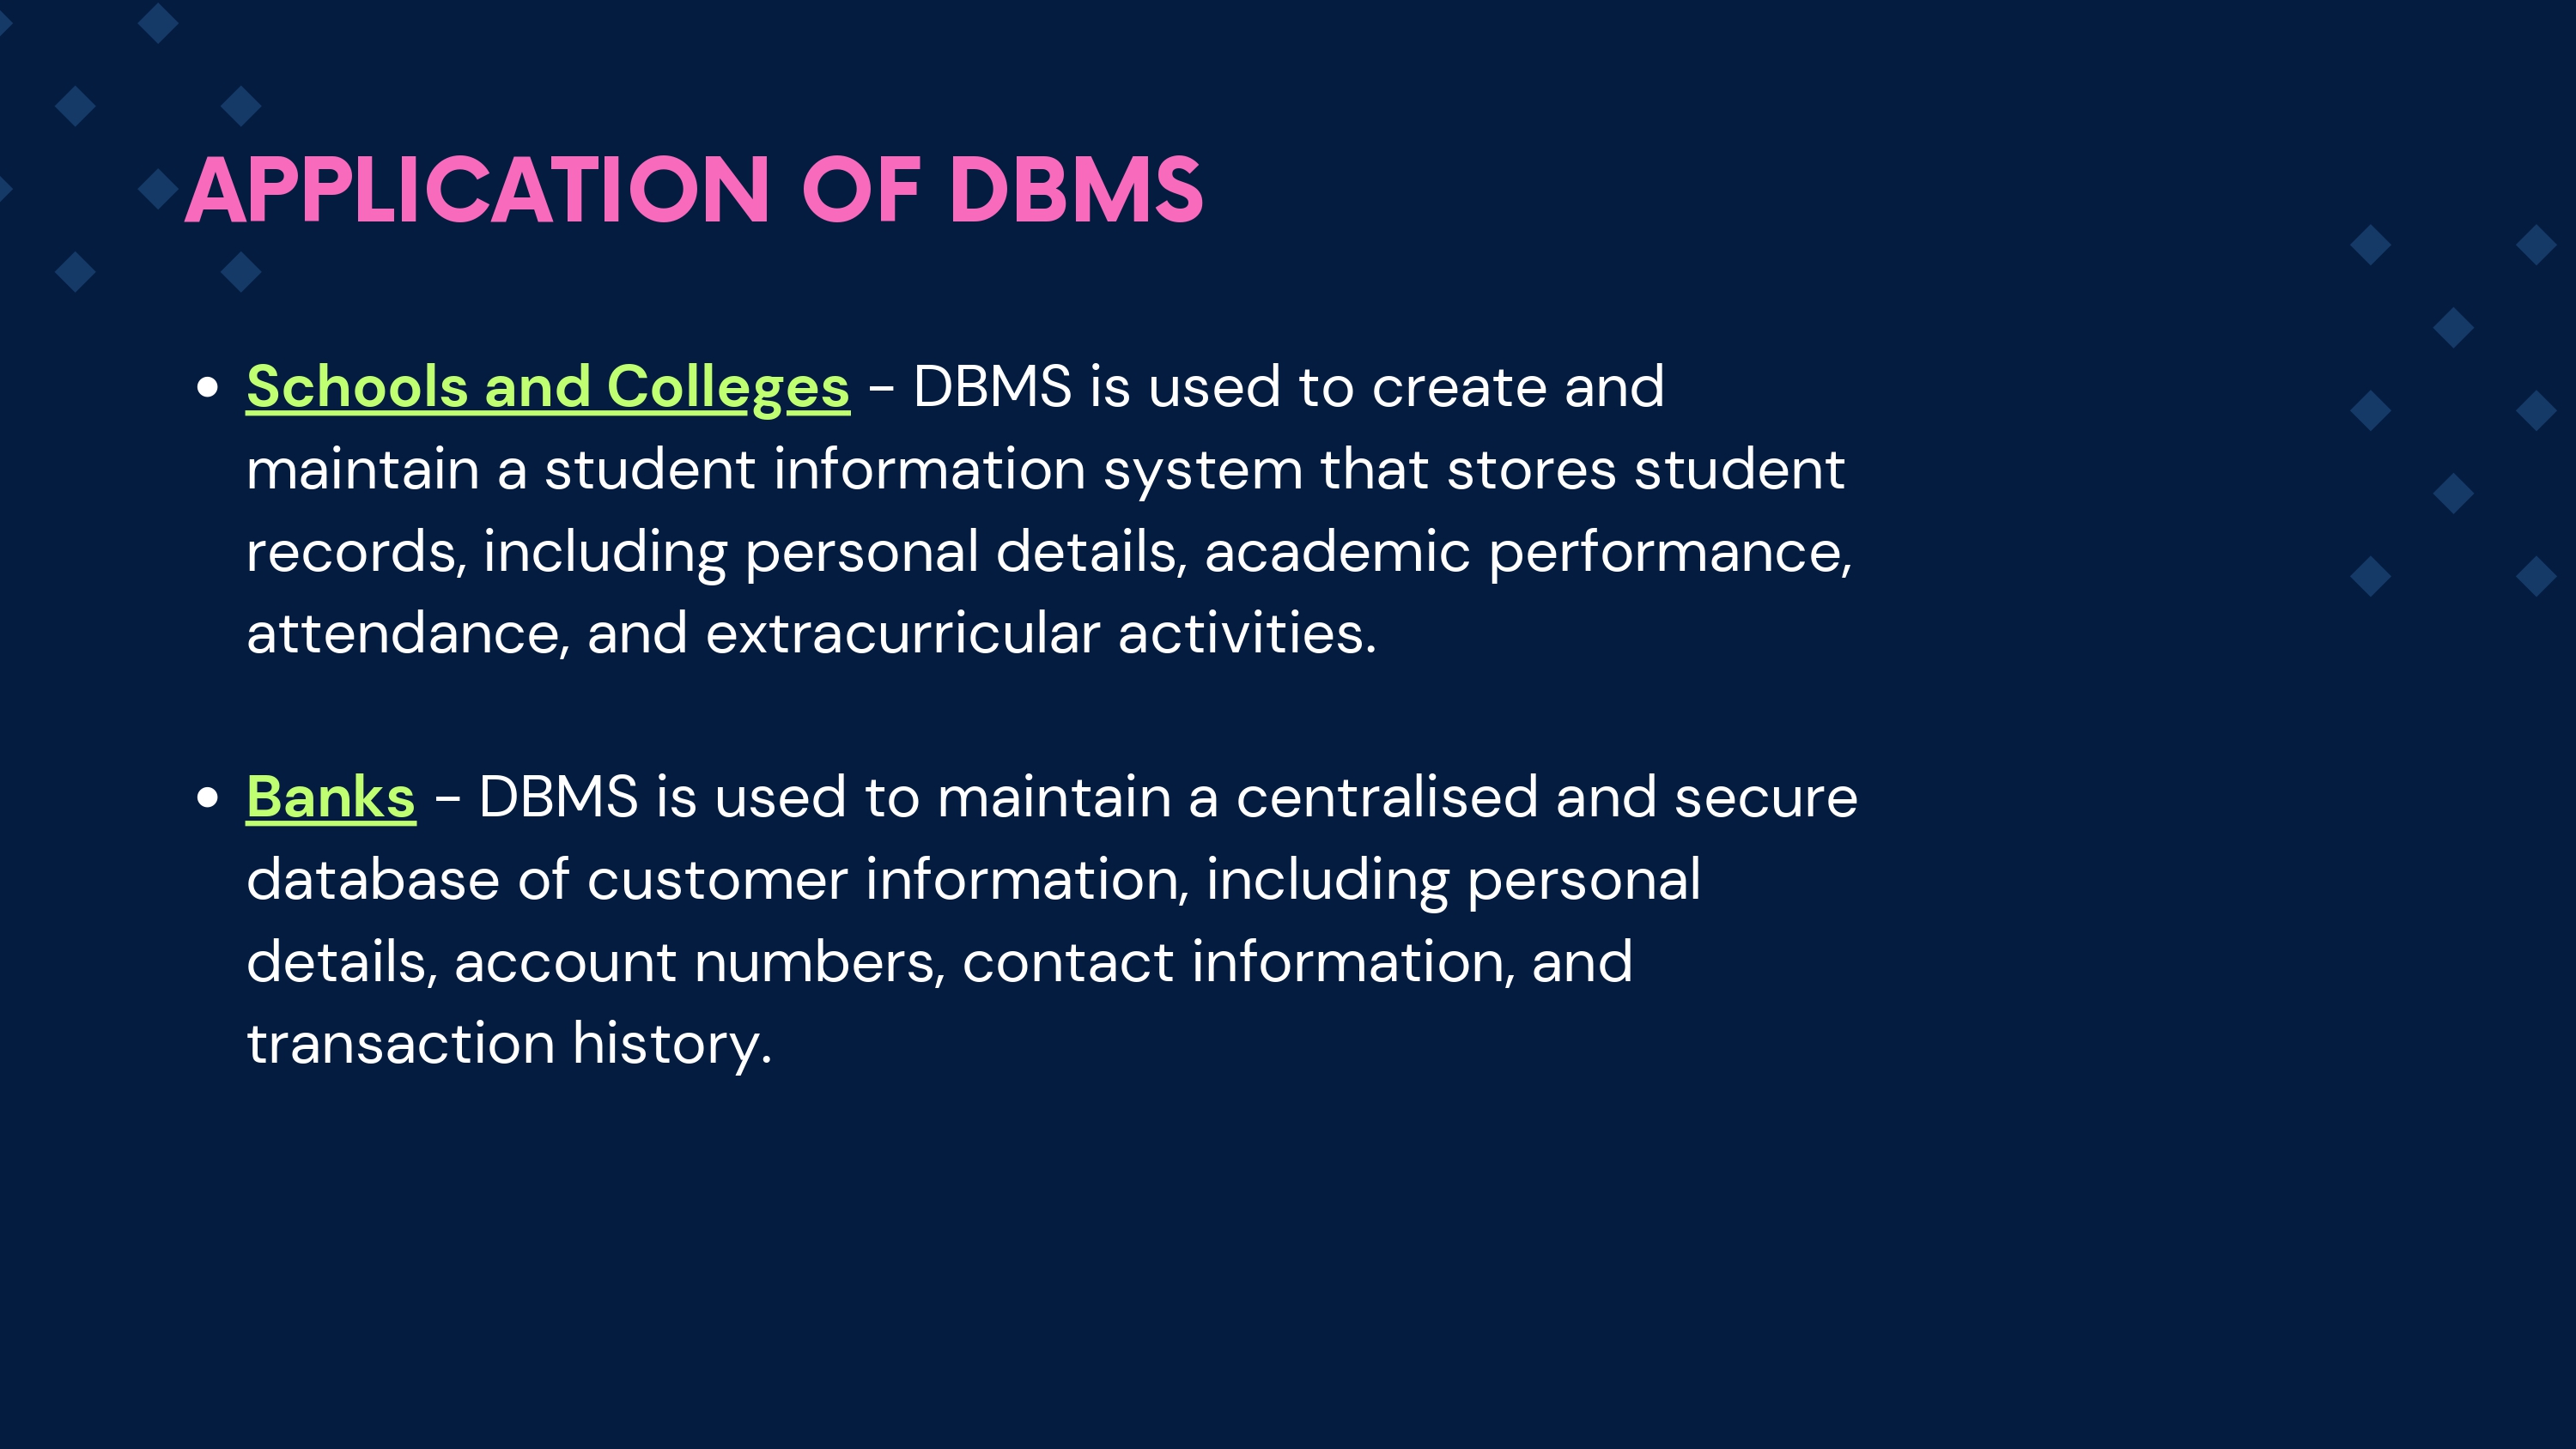 APPLICATION OF DBMS
• Schools and Colleges - DBMS is used to create and
maintain a student information system that stores student
records, including personal details, academic performance,
attendance, and extracurricular activities.
• Banks - DBMS is used to maintain a centralised and secure
database of customer information, including personal
details, account numbers, contact information, and
transaction history.